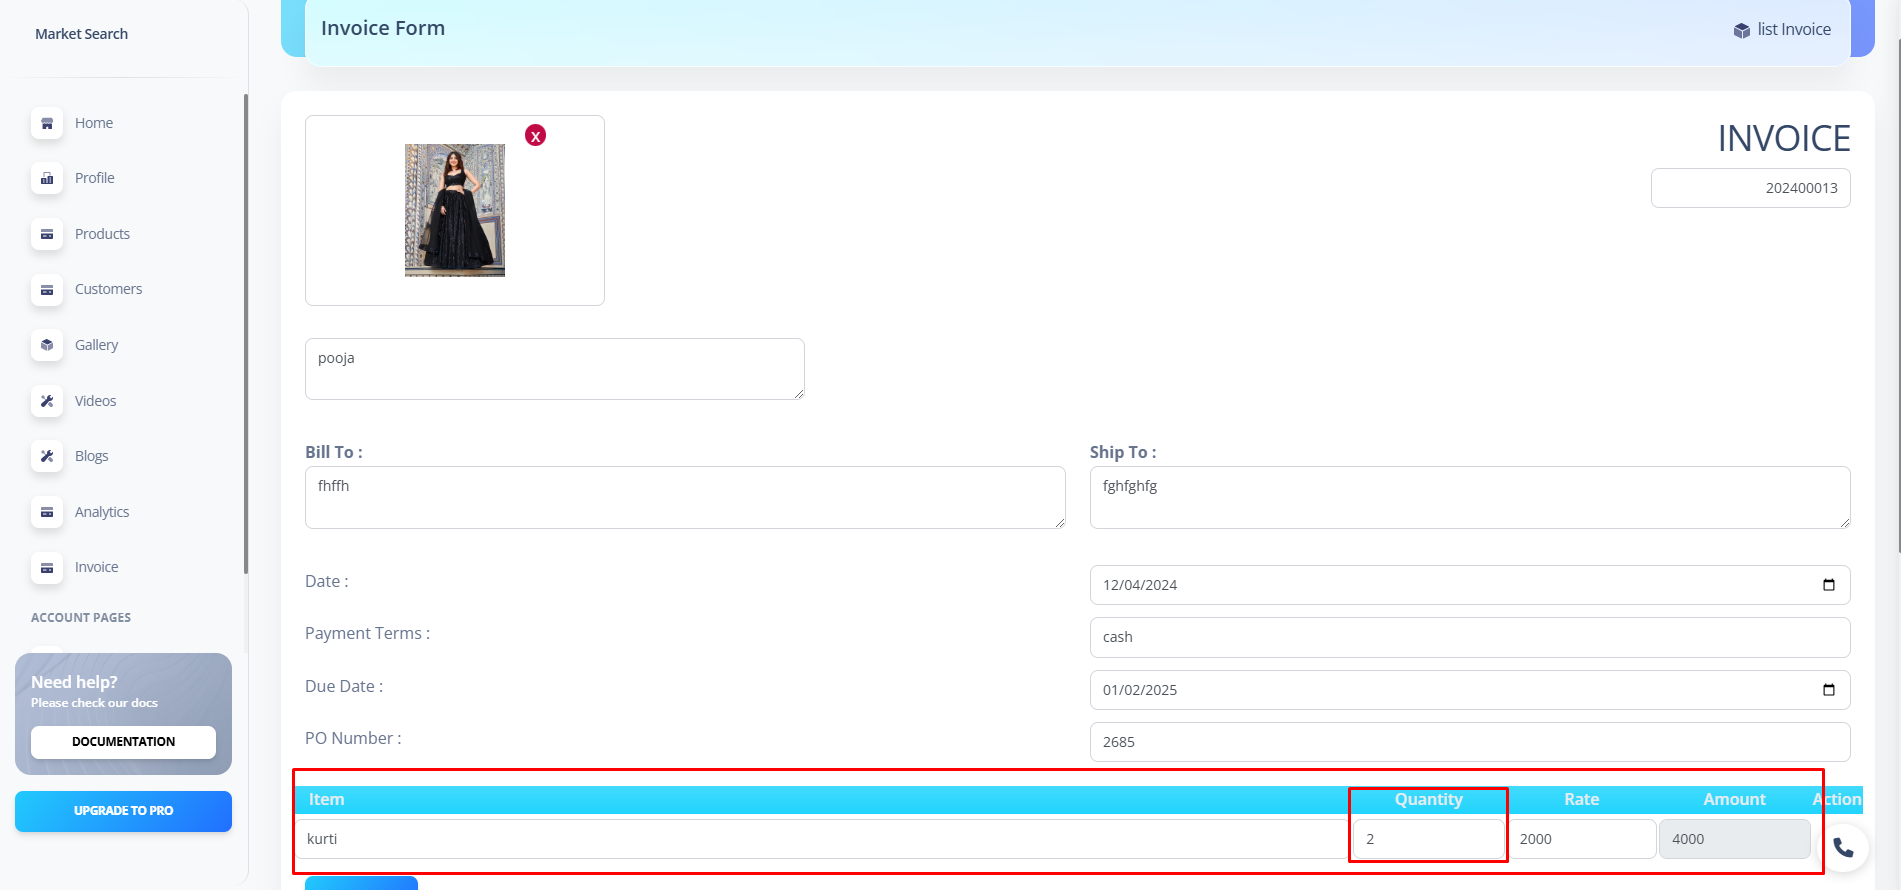 Market Search
Home
Profile
Products
Customers
Gallery
Videos
Blogs
Analytics
Invoice
ACCOUNT PAGES
Need help?
Please check our docs
DOCUMENTATION
UPGRADE TO PRO
Invoice Form
list Invoice
X
INVOICE
202400013
pooja
Bill To :
Ship To :
fhffh
fghfghfg
Date :
12/04/2024
Payment Terms :
cash
Due Date :
01/02/2025
PO Number :
2685
Item Quantity Rate Amount Action
kurti 2 2000 4000